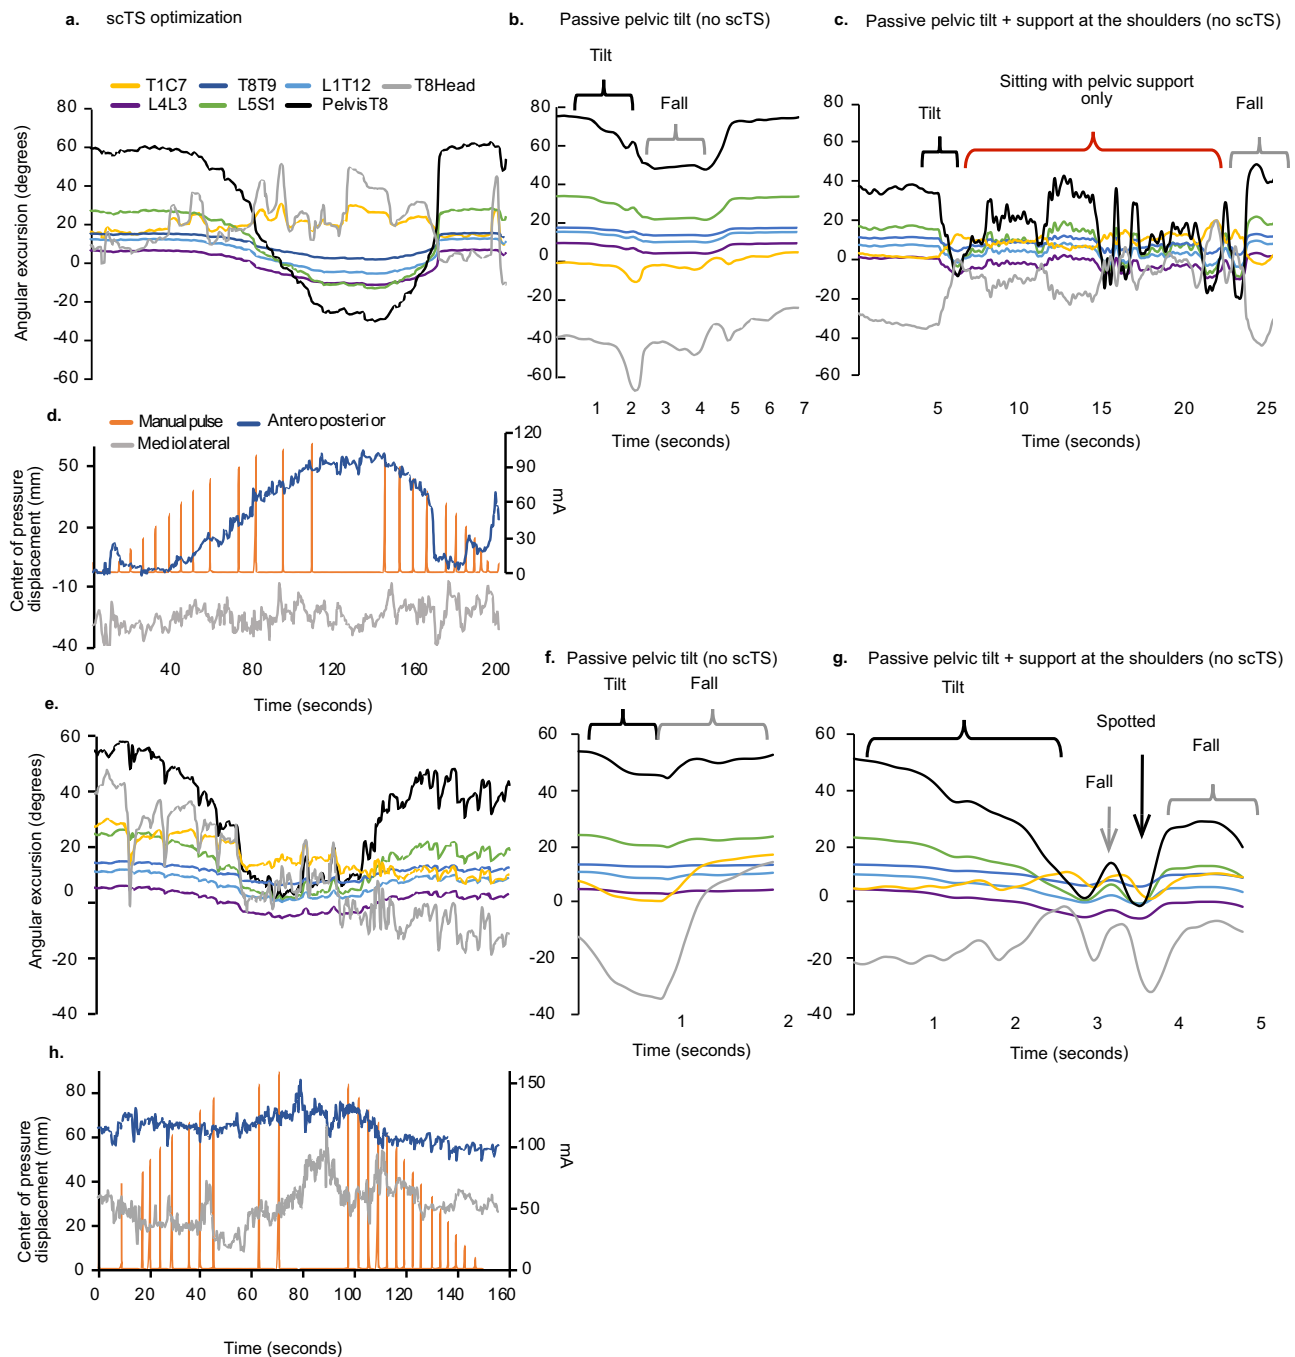 a. scTS optimization
b. Passive pelvic tilt (no scTS)
c. Passive pelvic tilt + support at the shoulders (no scTS)
T1C7 T8T9 L1T12 T8Head
L4L3 L5S1 PelvisT8
Angular excursion (degrees)
80
60
40
20
0
-20
-40
-60
Tilt
Fall
80
60
40
20
0
-20
-40
-60
1 2 3 4 5 6 7
Time (seconds)
Sitting with pelvic support
only
Tilt
Fall
80
60
40
20
0
-20
-40
-60
5 10 15 20 25
Time (seconds)
d.
Manual pulse Anteroposterior
Mediolateral
Center of pressure
displacement (mm)
50
20
-10
-40
120
90
60
30
0
mA
0 40 80 120 160 200
Time (seconds)
e.
Angular excursion (degrees)
60
40
20
0
-20
-40
f. Passive pelvic tilt (no scTS)
Tilt Fall
60
40
20
0
-20
-40
1 2
Time (seconds)
g. Passive pelvic tilt + support at the shoulders (no scTS)
Tilt
Spotted
Fall
Fall
60
40
20
0
-20
-40
1 2 3 4 5
Time (seconds)
h.
Center of pressure
displacement (mm)
80
60
40
20
0
150
100
50
0
mA
0 20 40 60 80 100 120 140 160
Time (seconds)